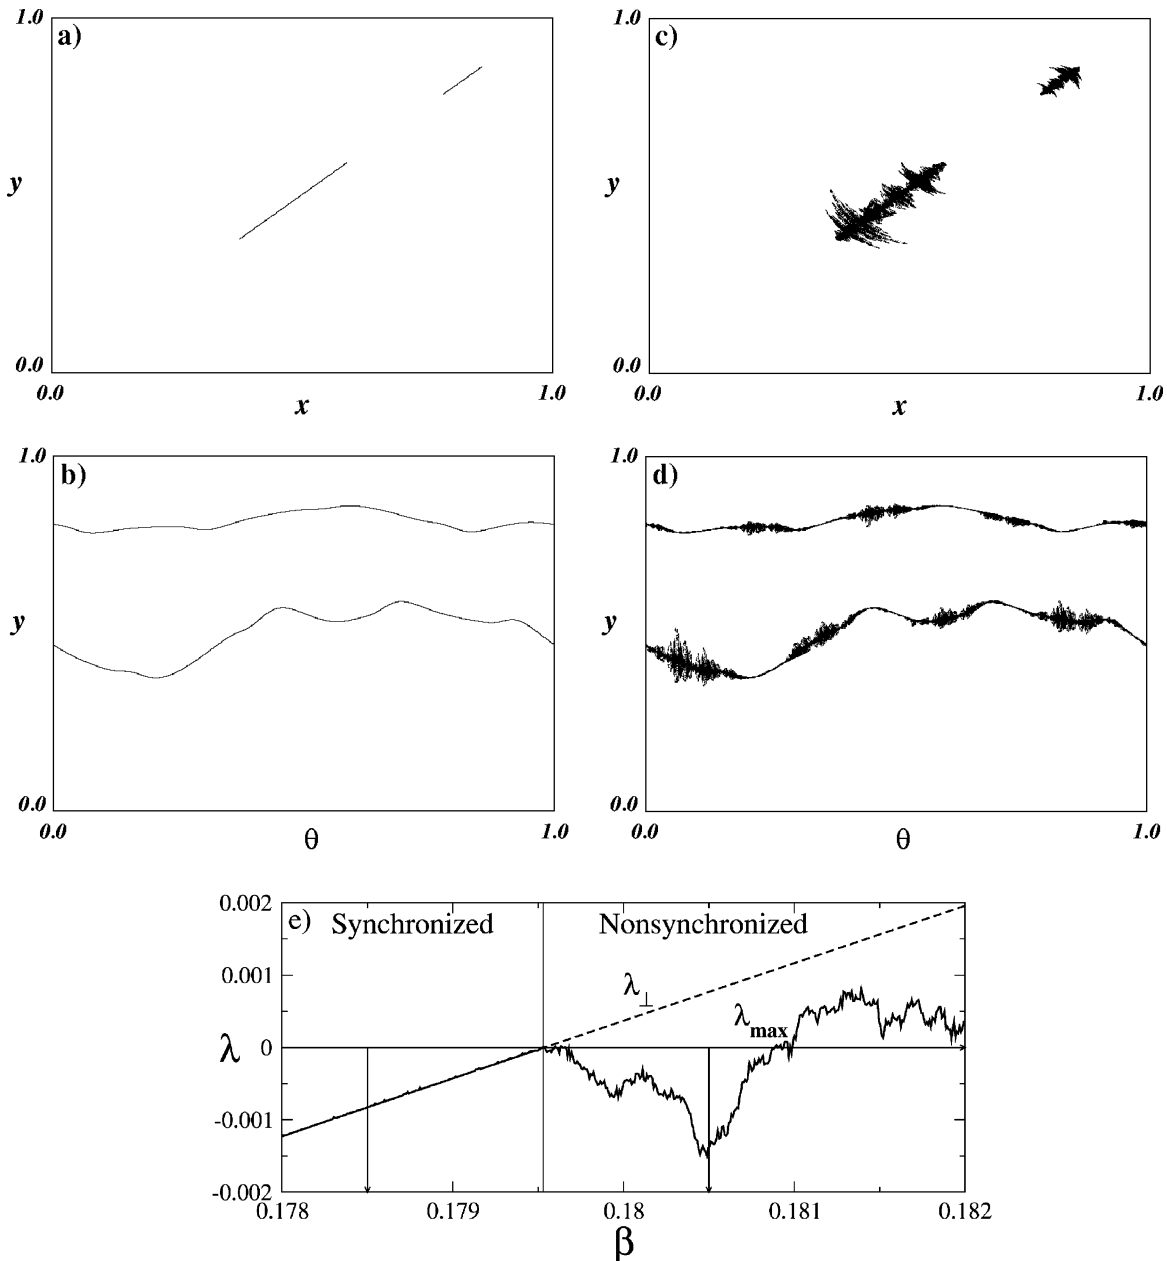 1.0
a)
y
0.0
0.0
x
1.0
1.0
c)
y
0.0
0.0
x
1.0
1.0
b)
y
0.0
0.0
θ
1.0
1.0
d)
y
0.0
0.0
θ
1.0
e)
Synchronized
Nonsynchronized
λ⊥
λmax
λ
0.002
0.001
0
-0.001
-0.002
0.178
0.179
0.18
0.181
0.182
β